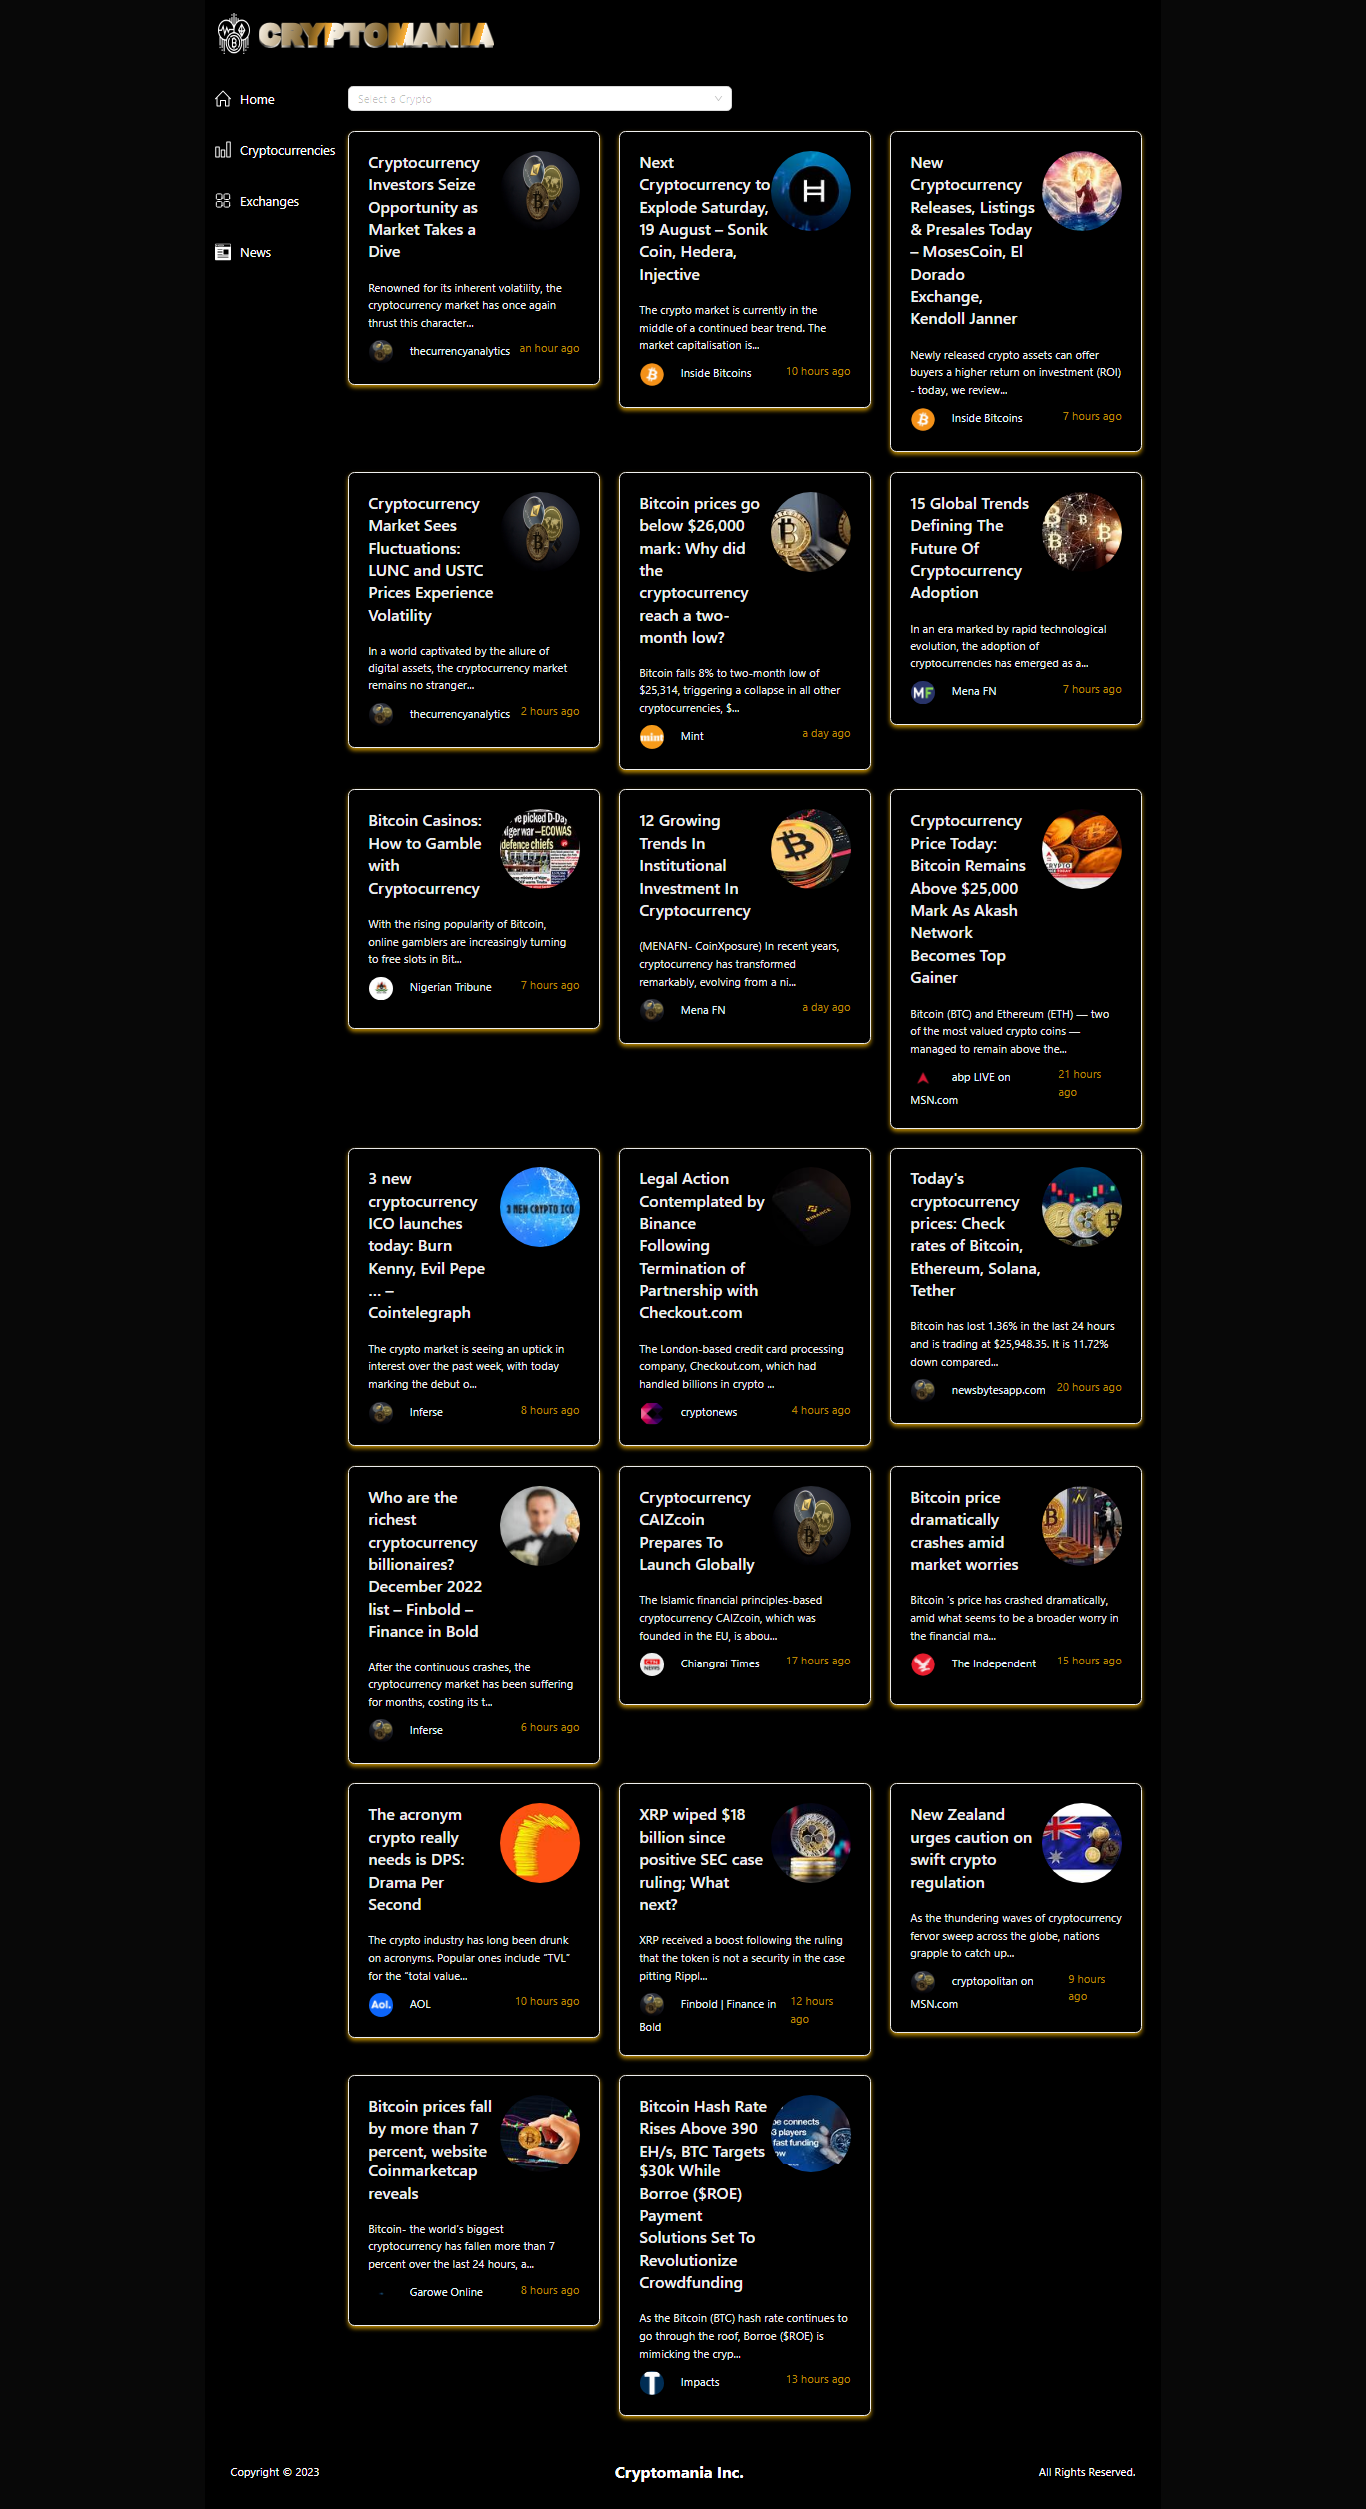 CRYPTOMANIA
Home
Cryptocurrencies
Exchanges
News
Select a Crypto
Cryptocurrency
Investors Seize
Opportunity as
Market Takes a
Dive
Renowned for its inherent volatility, the
cryptocurrency market has once again
thrust this character...
thecurrencyanalytics
an hour ago
Next
Cryptocurrency to
Explode Saturday,
19 August – Sonik
Coin, Hedera,
Injective
The crypto market is currently in the
middle of a continued bear trend. The
market capitalisation is...
Inside Bitcoins
10 hours ago
New
Cryptocurrency
Releases, Listings
& Presales Today
– MosesCoin, El
Dorado
Exchange,
Kendoll Janner
Newly released crypto assets can offer
buyers a higher return on investment (ROI)
- today, we review...
Inside Bitcoins
7 hours ago
Cryptocurrency
Market Sees
Fluctuations:
LUNC and USTC
Prices Experience
Volatility
In a world captivated by the allure of
digital assets, the cryptocurrency market
remains no stranger...
thecurrencyanalytics
2 hours ago
Bitcoin prices go
below $26,000
mark: Why did
the
cryptocurrency
reach a two-
month low?
Bitcoin falls 8% to two-month low of
$25,314, triggering a collapse in all other
cryptocurrencies, $...
mint
Mint
a day ago
15 Global Trends
Defining The
Future Of
Cryptocurrency
Adoption
In an era marked by rapid technological
evolution, the adoption of
cryptocurrencies has emerged as a...
MF
Mena FN
7 hours ago
Bitcoin Casinos:
How to Gamble
with
Cryptocurrency
ve picked D-Day
liger war –ECOWAS
defence chiefs
With the rising popularity of Bitcoin,
online gamblers are increasingly turning
to free slots in Bit...
Nigerian Tribune
7 hours ago
12 Growing
Trends In
Institutional
Investment In
Cryptocurrency
(MENAFN- CoinXposure) In recent years,
cryptocurrency has transformed
remarkably, evolving from a ni...
Mena FN
a day ago
Cryptocurrency
Price Today:
Bitcoin Remains
Above $25,000
Mark As Akash
Network
Becomes Top
Gainer
CRYPTO
Bitcoin (BTC) and Ethereum (ETH) — two
of the most valued crypto coins —
managed to remain above the...
abp LIVE on
MSN.com
21 hours
ago
3 new
cryptocurrency
ICO launches
today: Burn
Kenny, Evil Pepe
... –
Cointelegraph
3 NEW CRYPTO ICO
The crypto market is seeing an uptick in
interest over the past week, with today
marking the debut o...
Inferse
8 hours ago
Legal Action
Contemplated by
Binance
Following
Termination of
Partnership with
Checkout.com
BINANCE
The London-based credit card processing
company, Checkout.com, which had
handled billions in crypto ...
cryptonews
4 hours ago
Today's
cryptocurrency
prices: Check
rates of Bitcoin,
Ethereum, Solana,
Tether
Bitcoin has lost 1.36% in the last 24 hours
and is trading at $25,948.35. It is 11.72%
down compared...
newsbytesapp.com
20 hours ago
Who are the
richest
cryptocurrency
billionaires?
December 2022
list – Finbold –
Finance in Bold
After the continuous crashes, the
cryptocurrency market has been suffering
for months, costing its t...
Inferse
6 hours ago
Cryptocurrency
CAIZcoin
Prepares To
Launch Globally
The Islamic financial principles-based
cryptocurrency CAIZcoin, which was
founded in the EU, is abou...
CTN
NEWS
Chiangrai Times
17 hours ago
Bitcoin price
dramatically
crashes amid
market worries
Bitcoin 's price has crashed dramatically,
amid what seems to be a broader worry in
the financial ma...
The Independent
15 hours ago
The acronym
crypto really
needs is DPS:
Drama Per
Second
The crypto industry has long been drunk
on acronyms. Popular ones include "TVL"
for the "total value...
Aol.
AOL
10 hours ago
XRP wiped $18
billion since
positive SEC case
ruling; What
next?
XRP received a boost following the ruling
that the token is not a security in the case
pitting Rippl...
Finbold | Finance in
Bold
12 hours
ago
New Zealand
urges caution on
swift crypto
regulation
As the thundering waves of cryptocurrency
fervor sweep across the globe, nations
grapple to catch up...
cryptopolitan on
MSN.com
9 hours
ago
Bitcoin prices fall
by more than 7
percent, website
Coinmarketcap
reveals
Bitcoin- the world's biggest
cryptocurrency has fallen more than 7
percent over the last 24 hours, a...
Garowe Online
8 hours ago
Bitcoin Hash Rate
Rises Above 390
EH/s, BTC Targets
$30k While
Borroe ($ROE)
Payment
Solutions Set To
Revolutionize
Crowdfunding
be connects
3 players
fast funding
ow
As the Bitcoin (BTC) hash rate continues to
go through the roof, Borroe ($ROE) is
mimicking the cryp...
Impacts
13 hours ago
Copyright © 2023
Cryptomania Inc.
All Rights Reserved.